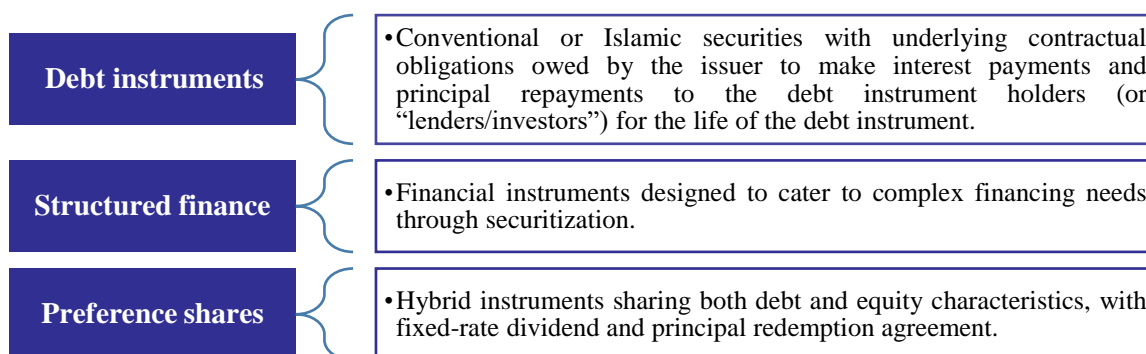 Debt instruments
•Conventional or Islamic securities with underlying contractual
obligations owed by the issuer to make interest payments and
principal repayments to the debt instrument holders (or
“lenders/investors”) for the life of the debt instrument.
Structured finance
•Financial instruments designed to cater to complex financing needs
through securitization.
Preference shares
•Hybrid instruments sharing both debt and equity characteristics, with
fixed-rate dividend and principal redemption agreement.